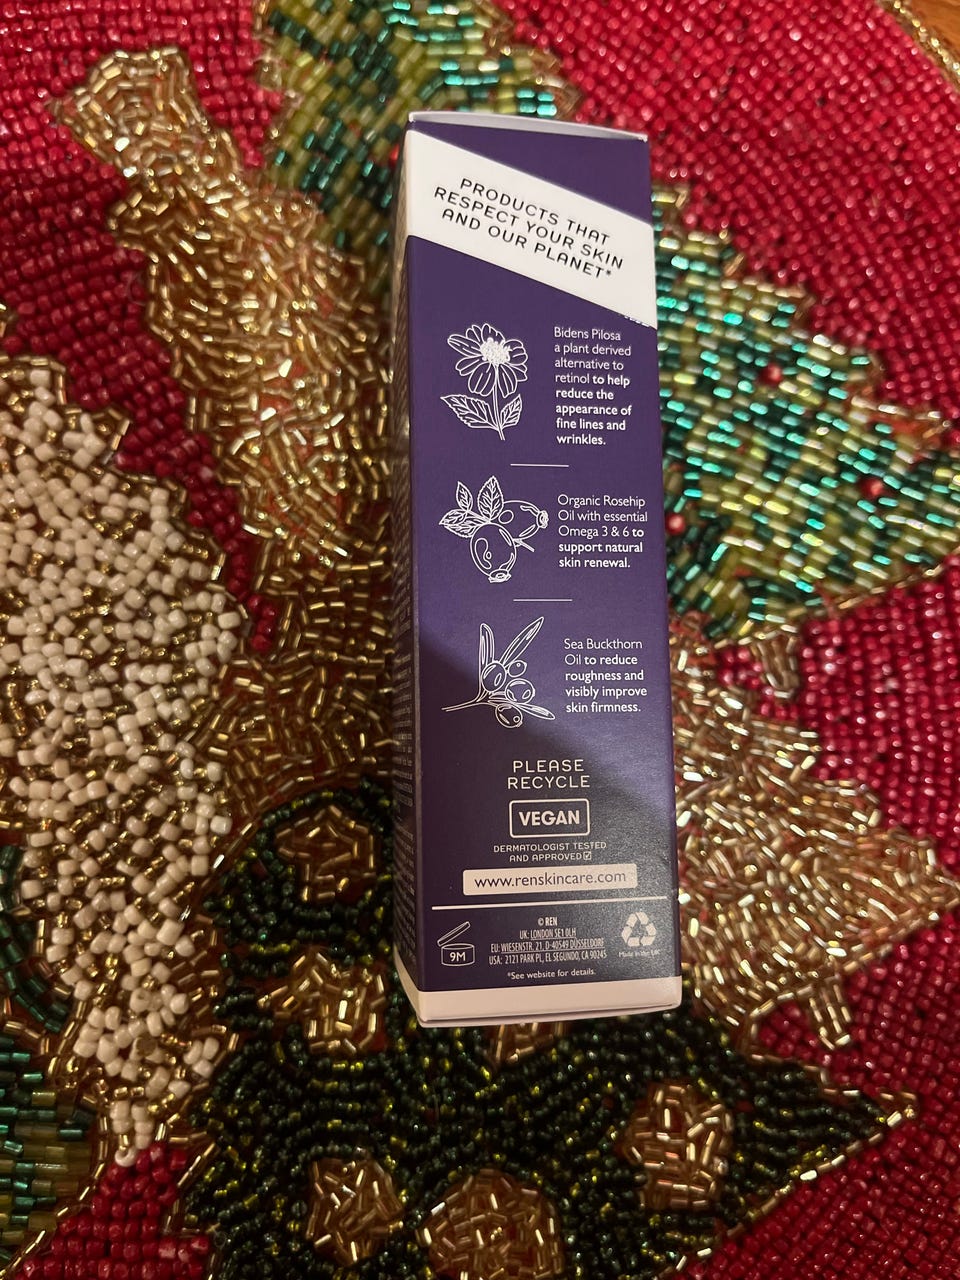 PRODUCTS THAT
RESPECT YOUR SKIN
AND OUR PLANET*
Bidens Pilosa
a plant derived
alternative to
retinol to help
reduce the
appearance of
fine lines and
wrinkles.
Organic Rosehip
Oil with essential
Omega 3 & 6 to
support natural
skin renewal.
Sea Buckthorn
Oil to reduce
roughness and
visibly improve
skin firmness.
PLEASE
RECYCLE
VEGAN
DERMATOLOGIST TESTED
AND APPROVED
www.renskincare.com
9M
© REN
UK: LONDON SE1 0LH
EU: WIESENSTR. 21, D-40549 DÜSSELDORF
USA: 2121 PARK PL, EL SEGUNDO, CA 90245
*See website for details.
Made in the UK